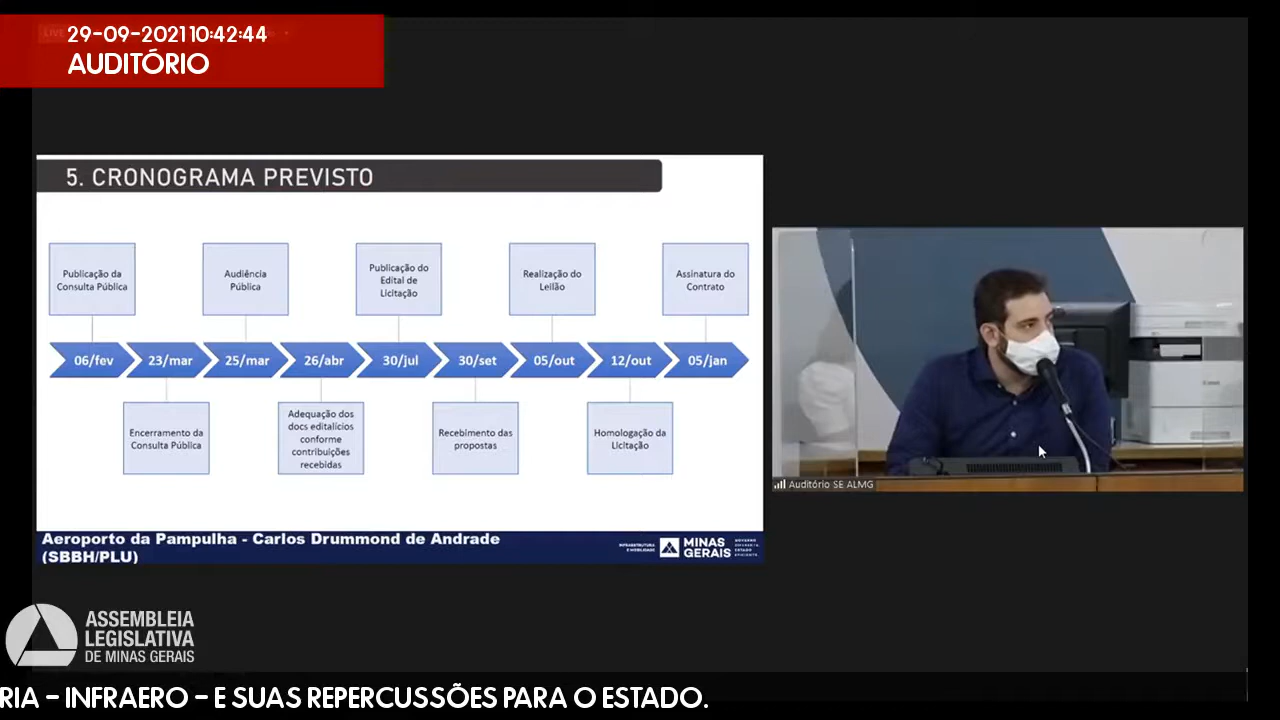 29-09-2021 10:42:44
AUDITÓRIO
5. CRONOGRAMA PREVISTO
Publicação da
Consulta Pública
Audiência
Pública
Publicação do
Edital de
Licitação
Realização do
Leilão
Assinatura do
Contrato
06/fev
23/mar
25/mar
26/abr
30/jul
30/set
05/out
12/out
05/jan
Encerramento da
Consulta Pública
Adequação dos
docs editalícios
conforme
contribuições
recebidas
Recebimento das
propostas
Homologação da
Licitação
Aeroporto da Pampulha - Carlos Drummond de Andrade
(SBBH/PLU)
INFRAESTRUTURA
E MOBILIDADE
MINAS
GERAIS
Auditório SE ALMG
ASSEMBLEIA
LEGISLATIVA
DE MINAS GERAIS
RIA - INFRAERO - E SUAS REPERCUSSÕES PARA O ESTADO.